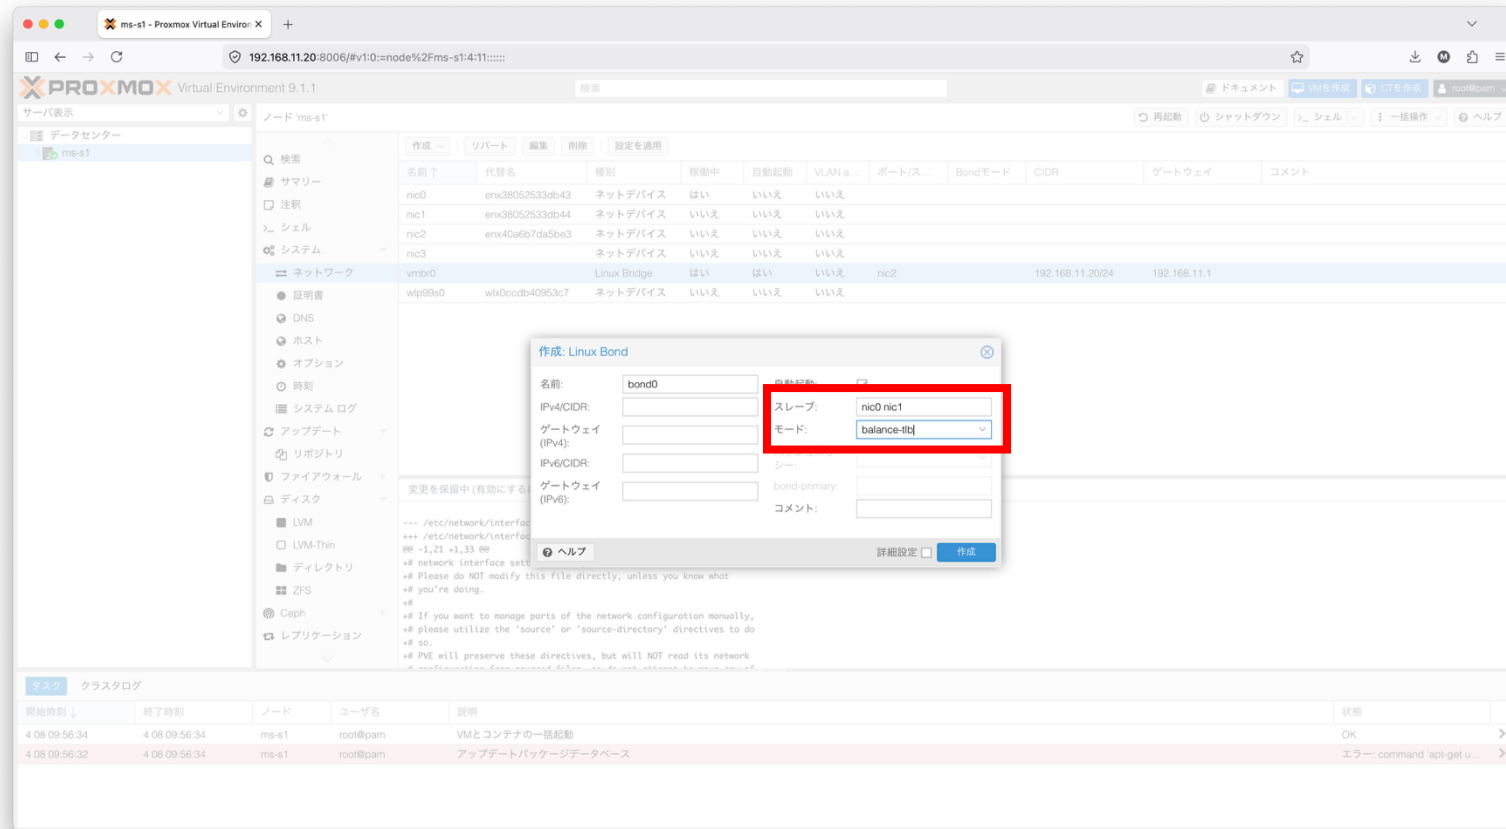 ms-s1 - Proxmox Virtual Environ
192.168.11.20:8006/#v1:0:=node%2Fms-s1:4:11::::::
PROXMOX Virtual Environment 9.1.1
検索
ドキュメント
VMを作成
CTを作成
root@pam
サーバ表示
ノード 'ms-s1'
再起動
シャットダウン
シェル
一括操作
ヘルプ
データセンター
ms-s1
検索
サマリー
注釈
シェル
システム
ネットワーク
証明書
DNS
ホスト
オプション
時刻
システム ログ
アップデート
リポジトリ
ファイアウォール
ディスク
LVM
LVM-Thin
ディレクトリ
ZFS
Ceph
レプリケーション
作成 リバート 編集 削除 設定を適用
名前↑ 代替名 種別 稼働中 自動起動 VLAN a... ポート/ス... Bondモード CIDR ゲートウェイ コメント
nic0 enx38052533db43 ネットデバイス はい いいえ いいえ
nic1 enx38052533db44 ネットデバイス いいえ いいえ いいえ
nic2 enx40a6b7da5be3 ネットデバイス いいえ いいえ いいえ
nic3 ネットデバイス いいえ いいえ いいえ
vmbr0 Linux Bridge はい はい いいえ nic2 192.168.11.20/24 192.168.11.1
wlp99s0 wlx0ccdb40953c7 ネットデバイス いいえ いいえ いいえ
作成: Linux Bond
名前: bond0
IPv4/CIDR:
ゲートウェイ
(IPv4):
IPv6/CIDR:
ゲートウェイ
(IPv6):
自動起動:
スレーブ: nic0 nic1
モード: balance-tlb
シー:
bond-primary:
コメント:
ヘルプ
詳細設定
作成
変更を保留中 (有効にする
--- /etc/network/interfac
+++ /etc/network/interfac
@@ -1,21 +1,33 @@
+# network interface sett
+# Please do NOT modify this file directly, unless you know what
+# you're doing.
+#
+# If you want to manage parts of the network configuration manually,
+# please utilize the 'source' or 'source-directory' directives to do
+# so.
+# PVE will preserve these directives, but will NOT read its network
タスク クラスタログ
開始時刻↓ 終了時刻 ノード ユーザ名 説明 状態
4 08 09:56:34 4 08 09:56:34 ms-s1 root@pam VMとコンテナの一括起動 OK
4 08 09:56:32 4 08 09:56:34 ms-s1 root@pam アップデートパッケージデータベース エラー: command 'apt-get u...